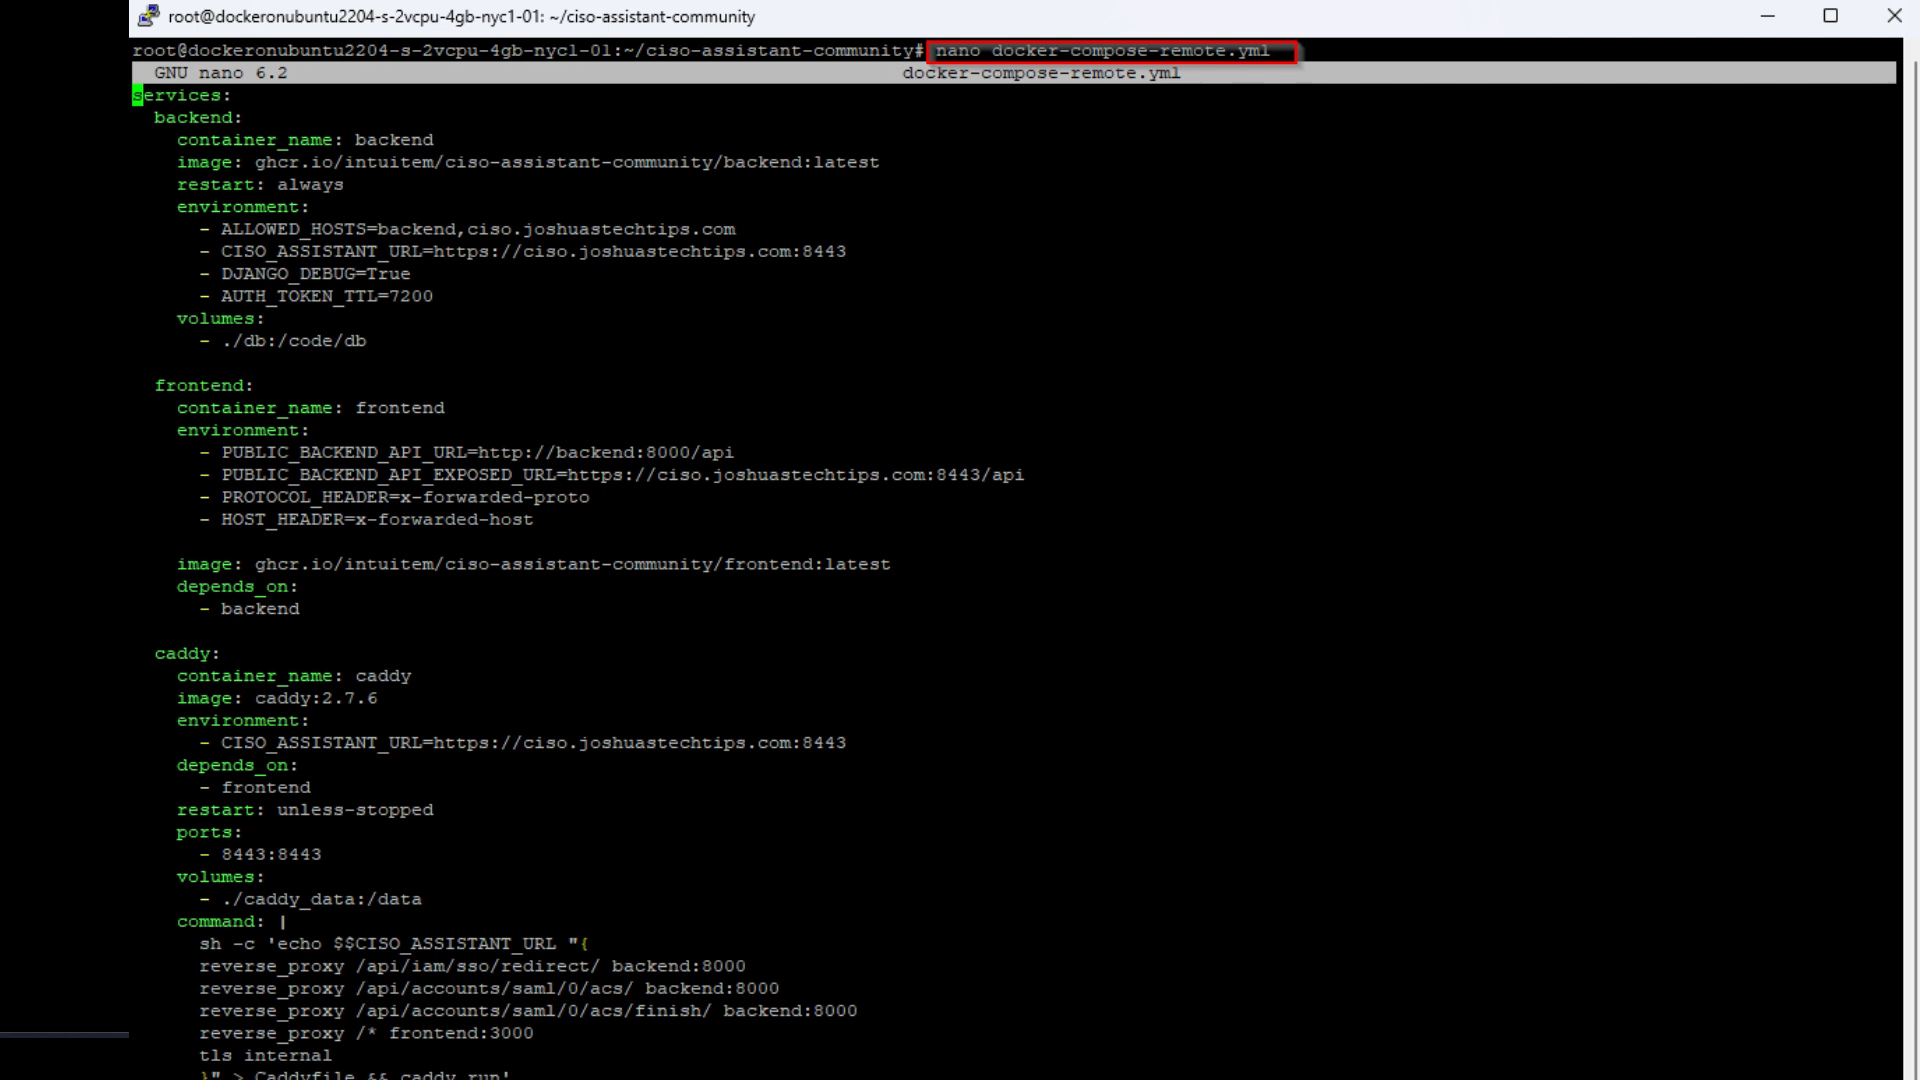 root@dockeronubuntu2204-s-2vcpu-4gb-nyc1-01: ~/ciso-assistant-community
root@dockeronubuntu2204-s-2vcpu-4gb-nyc1-01:~/ciso-assistant-community# nano docker-compose-remote.yml
GNU nano 6.2 docker-compose-remote.yml
services:
  backend:
    container_name: backend
    image: ghcr.io/intuitem/ciso-assistant-community/backend:latest
    restart: always
    environment:
      - ALLOWED_HOSTS=backend,ciso.joshuastechtips.com
      - CISO_ASSISTANT_URL=https://ciso.joshuastechtips.com:8443
      - DJANGO_DEBUG=True
      - AUTH_TOKEN_TTL=7200
    volumes:
      - ./db:/code/db
  frontend:
    container_name: frontend
    environment:
      - PUBLIC_BACKEND_API_URL=http://backend:8000/api
      - PUBLIC_BACKEND_API_EXPOSED_URL=https://ciso.joshuastechtips.com:8443/api
      - PROTOCOL_HEADER=x-forwarded-proto
      - HOST_HEADER=x-forwarded-host
    image: ghcr.io/intuitem/ciso-assistant-community/frontend:latest
    depends_on:
      - backend
  caddy:
    container_name: caddy
    image: caddy:2.7.6
    environment:
      - CISO_ASSISTANT_URL=https://ciso.joshuastechtips.com:8443
    depends_on:
      - frontend
    restart: unless-stopped
    ports:
      - 8443:8443
    volumes:
      - ./caddy_data:/data
    command: |
      sh -c 'echo $$CISO_ASSISTANT_URL "{
      reverse_proxy /api/iam/sso/redirect/ backend:8000
      reverse_proxy /api/accounts/saml/0/acs/ backend:8000
      reverse_proxy /api/accounts/saml/0/acs/finish/ backend:8000
      reverse_proxy /* frontend:3000
      tls internal
      }" > Caddyfile && caddy run'